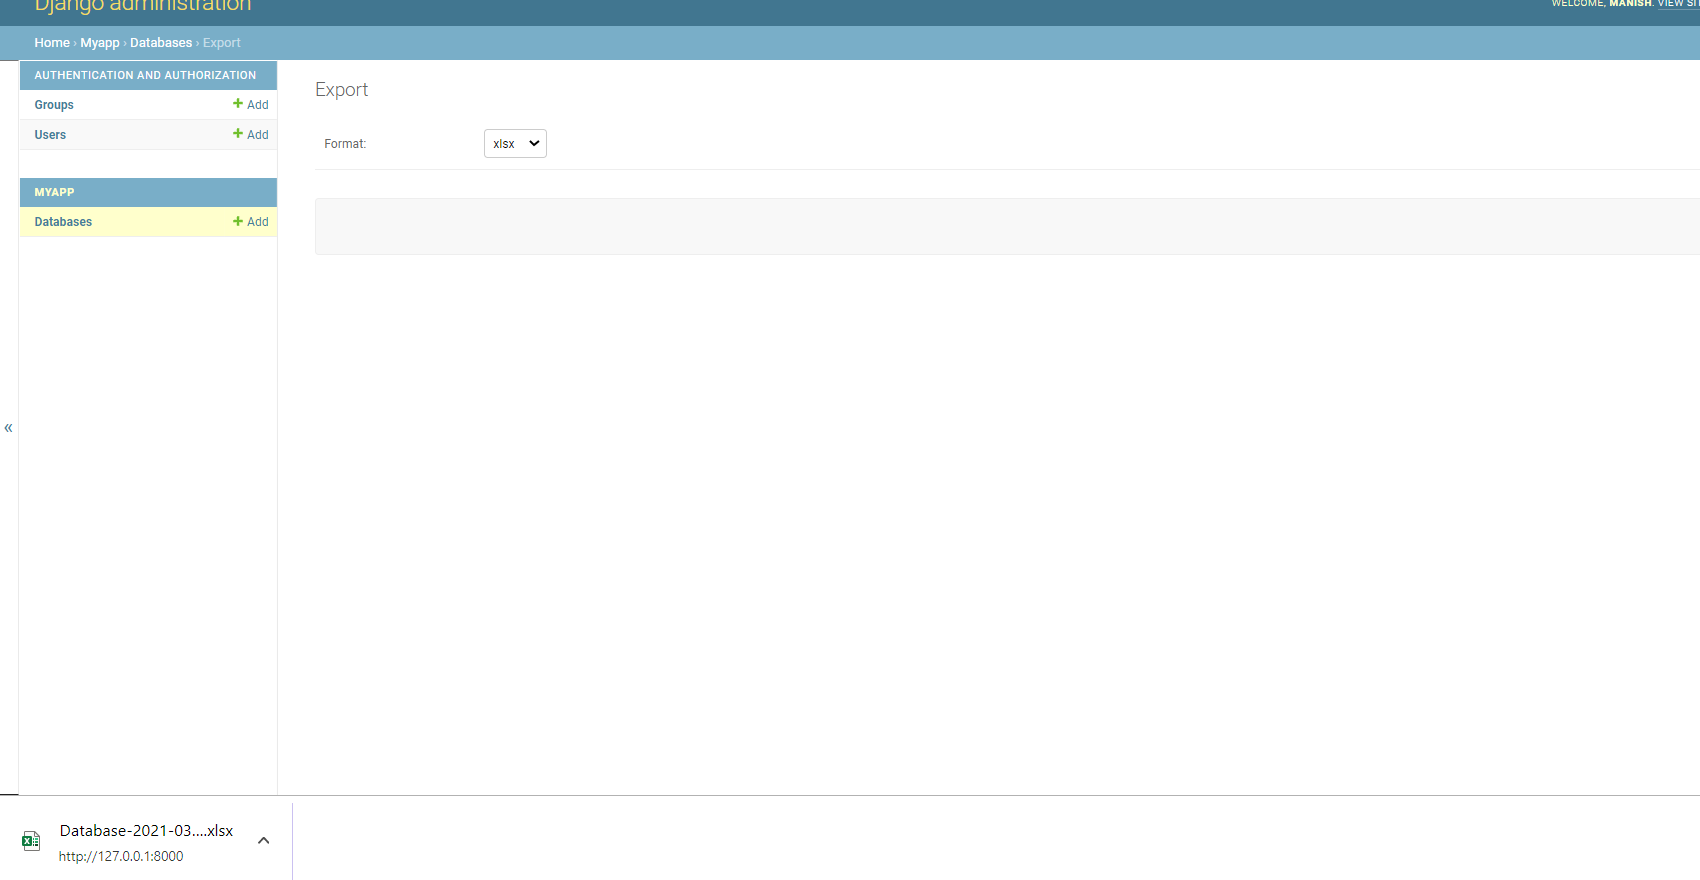 Django administration
WELCOME, MANISH. VIEW SI
Home › Myapp › Databases › Export
AUTHENTICATION AND AUTHORIZATION
Groups + Add
Users + Add
MYAPP
Databases + Add
Export
Format: xlsx
«
Database-2021-03....xlsx
http://127.0.0.1:8000